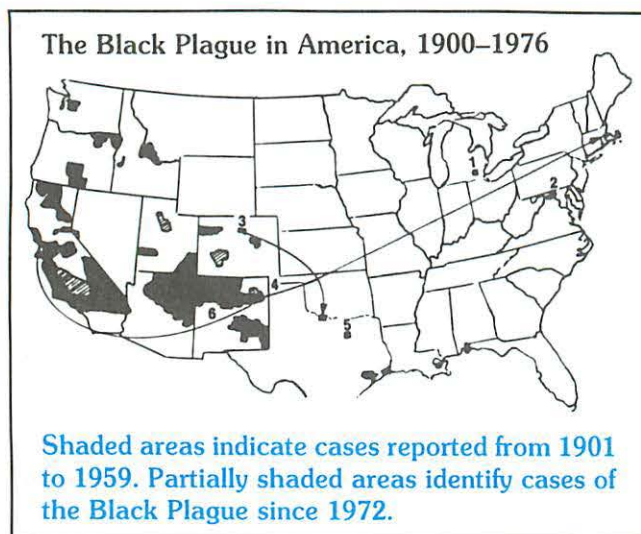 The Black Plague in America, 1900–1976
1
2
3
4
5
6
Shaded areas indicate cases reported from 1901
to 1959. Partially shaded areas identify cases of
the Black Plague since 1972.